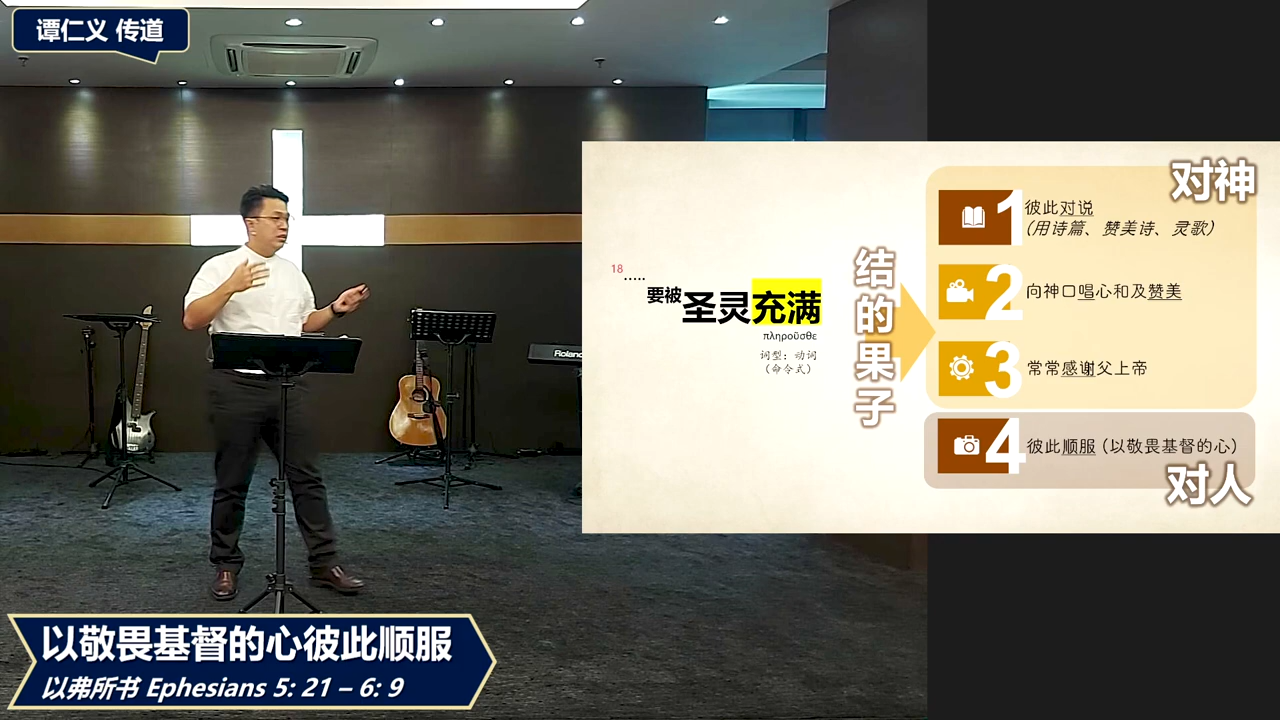 谭仁义 传道
18 .....
要被圣灵充满
πληροῦσθε
词型：动词
（命令式）
结的果子
对神
1 彼此对说
（用诗篇、赞美诗、灵歌）
2 向神口唱心和及赞美
3 常常感谢父上帝
4 彼此顺服（以敬畏基督的心）
对人
Roland
以敬畏基督的心彼此顺服
以弗所书 Ephesians 5: 21 – 6: 9